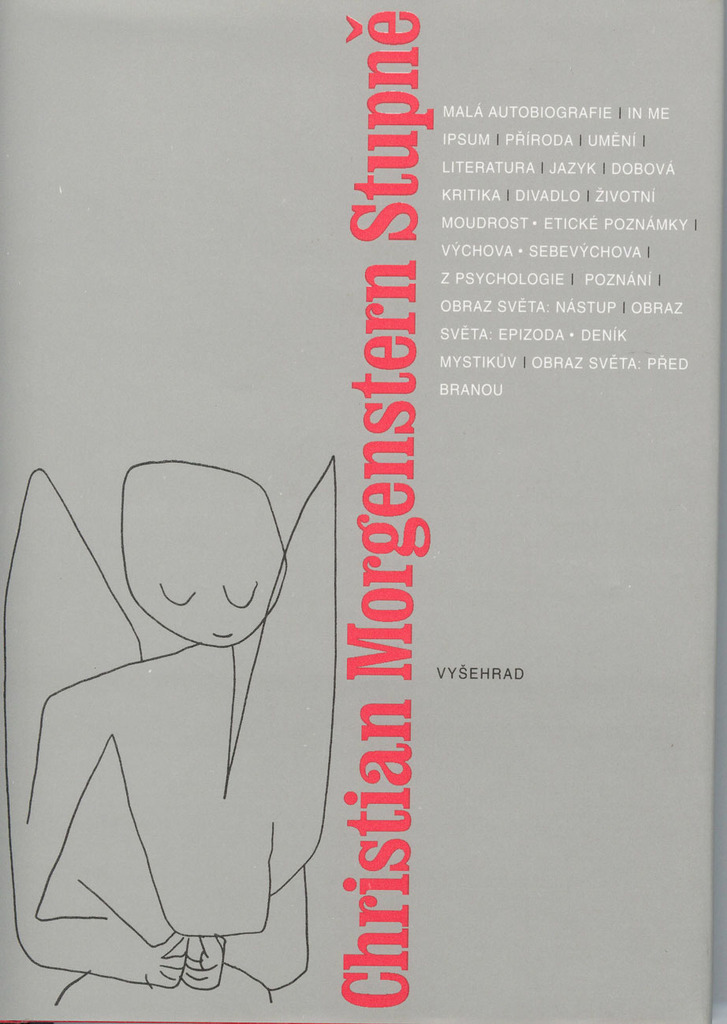 Christian Morgenstern Stupně
MALÁ AUTOBIOGRAFIE | IN ME
IPSUM | PŘÍRODA | UMĚNÍ |
LITERATURA | JAZYK | DOBOVÁ
KRITIKA | DIVADLO | ŽIVOTNÍ
MOUDROST • ETICKÉ POZNÁMKY |
VÝCHOVA • SEBEVÝCHOVA |
Z PSYCHOLOGIE | POZNÁNÍ |
OBRAZ SVĚTA: NÁSTUP | OBRAZ
SVĚTA: EPIZODA • DENÍK
MYSTIKŮV | OBRAZ SVĚTA: PŘED
BRANOU
VYŠEHRAD